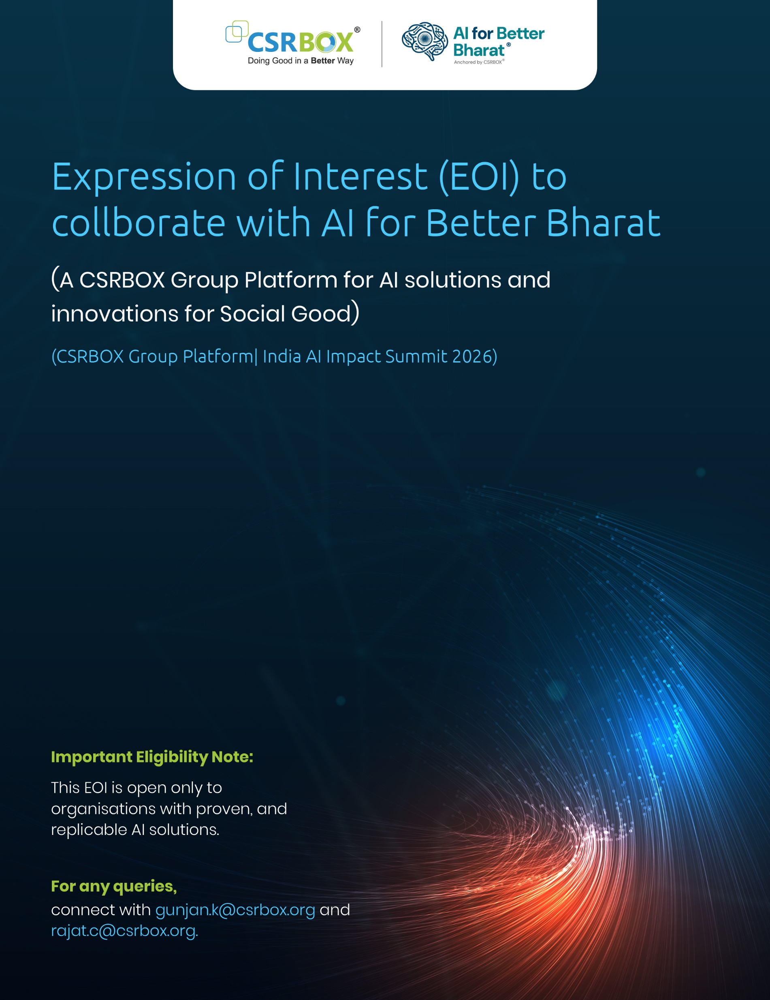 CSRBOX®
Doing Good in a Better Way
AI for Better
Bharat®
Anchored by CSRBOX®
Expression of Interest (EOI) to
collborate with AI for Better Bharat
(A CSRBOX Group Platform for AI solutions and
innovations for Social Good)
(CSRBOX Group Platform| India AI Impact Summit 2026)
Important Eligibility Note:
This EOI is open only to
organisations with proven, and
replicable AI solutions.
For any queries,
connect with gunjan.k@csrbox.org and
rajat.c@csrbox.org.